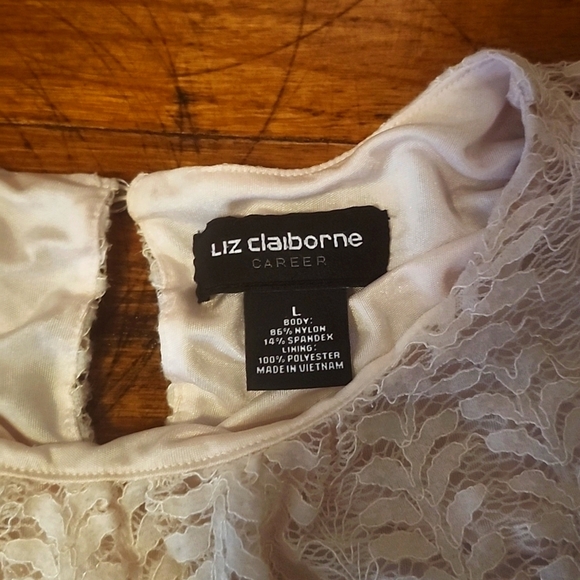 LIZ claiborne
CAREER
L
BODY:
86% NYLON
14% SPANDEX
LINING:
100% POLYESTER
MADE IN VIETNAM